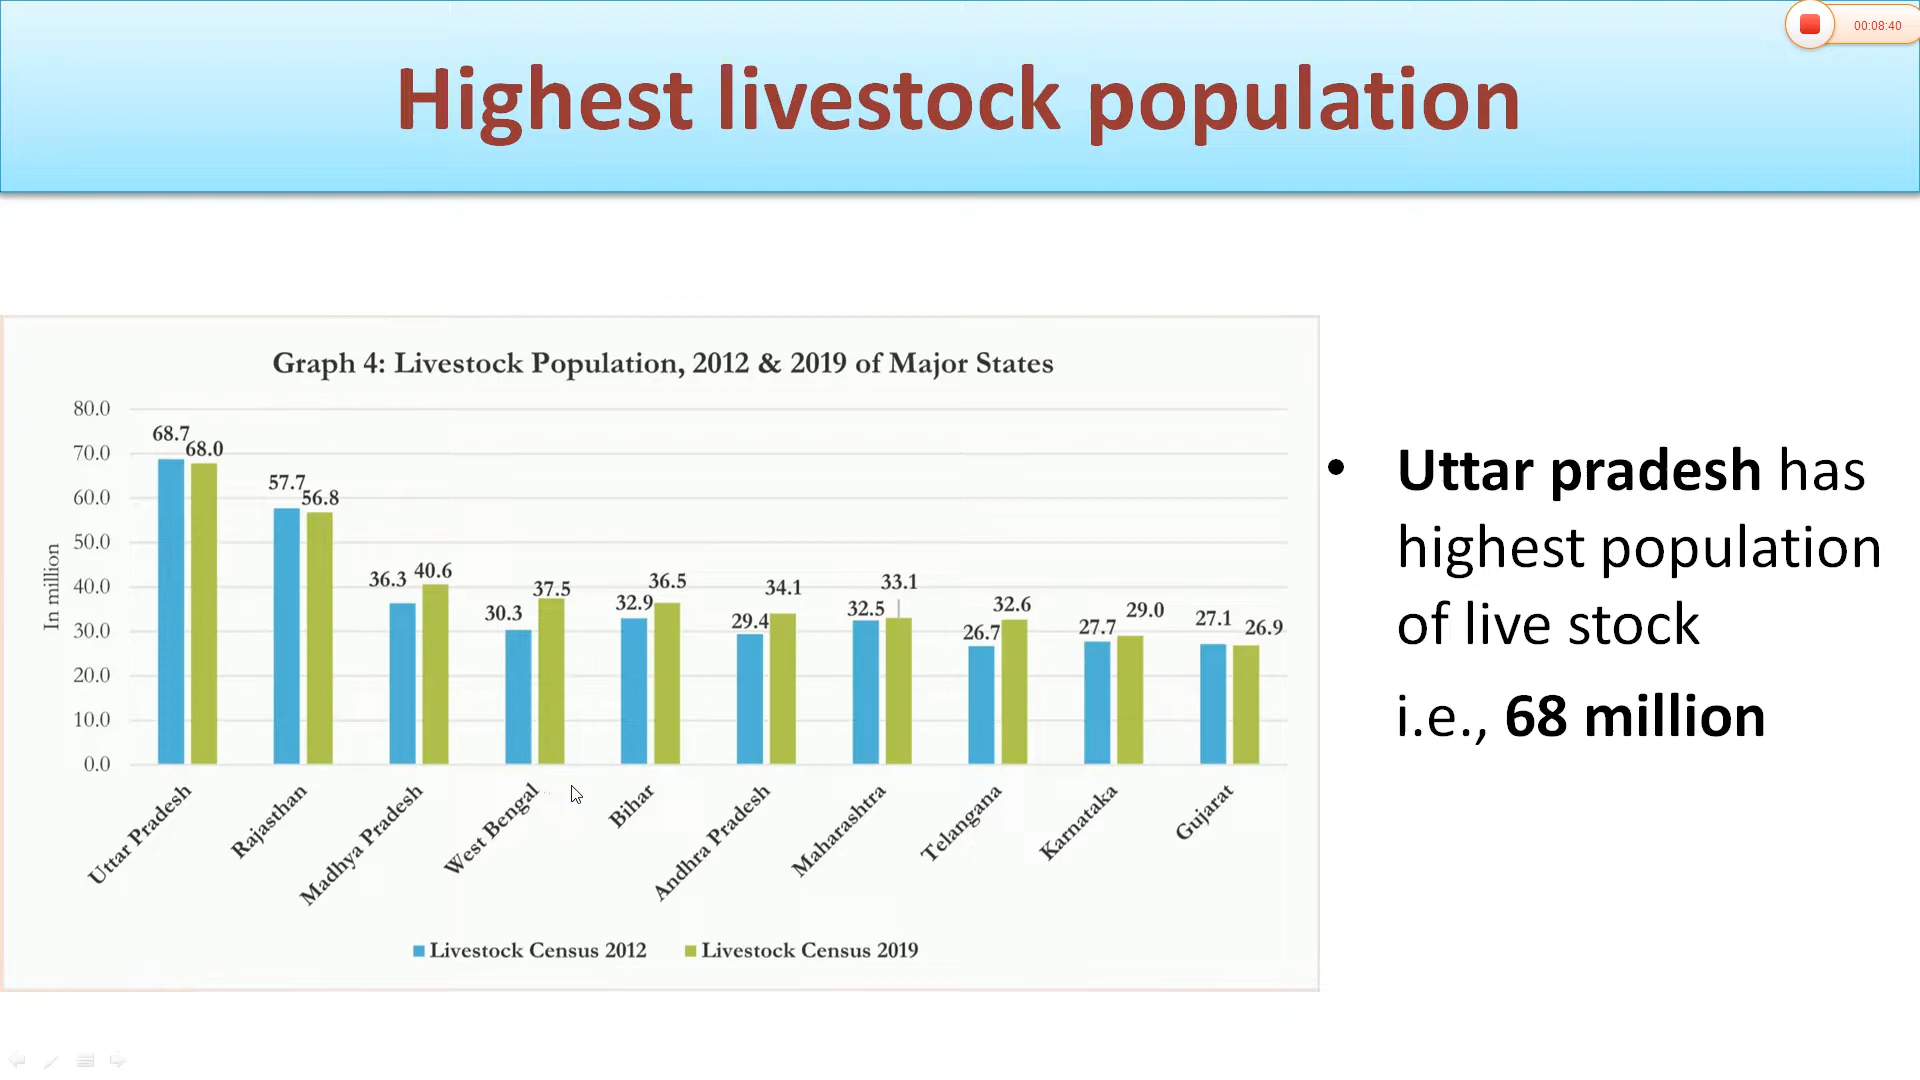 00:08:40
Highest livestock population
Graph 4: Livestock Population, 2012 & 2019 of Major States
In million
80.0
70.0
60.0
50.0
40.0
30.0
20.0
10.0
0.0
68.7 68.0
57.7 56.8
36.3 40.6
30.3 37.5
32.9 36.5
29.4 34.1
32.5 33.1
26.7 32.6
27.7 29.0
27.1 26.9
Uttar Pradesh
Rajasthan
Madhya Pradesh
West Bengal
Bihar
Andhra Pradesh
Maharashtra
Telangana
Karnataka
Gujarat
Livestock Census 2012 Livestock Census 2019
• Uttar pradesh has
highest population
of live stock
i.e., 68 million